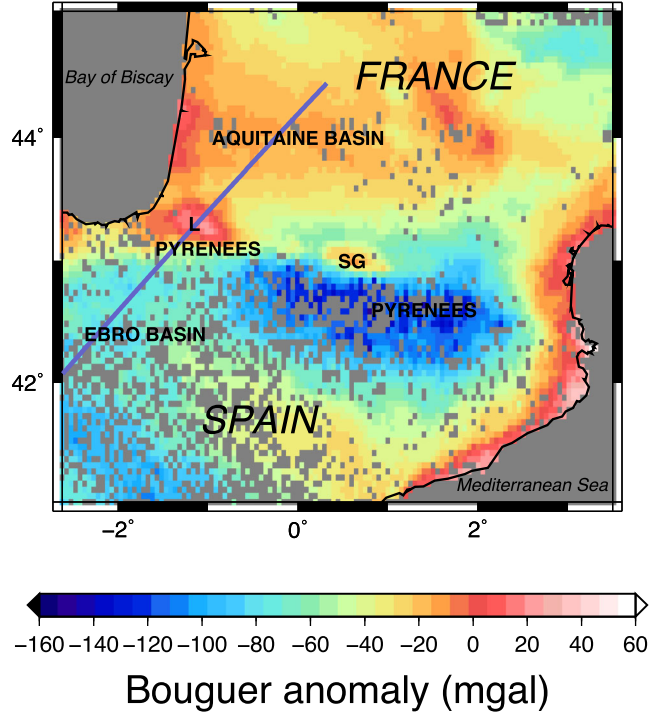 Bay of Biscay
FRANCE
44°
AQUITAINE BASIN
L
PYRENEES
SG
PYRENEES
EBRO BASIN
42°
SPAIN
Mediterranean Sea
−2° 0° 2°
−160 −140 −120 −100 −80 −60 −40 −20 0 20 40 60
Bouguer anomaly (mgal)